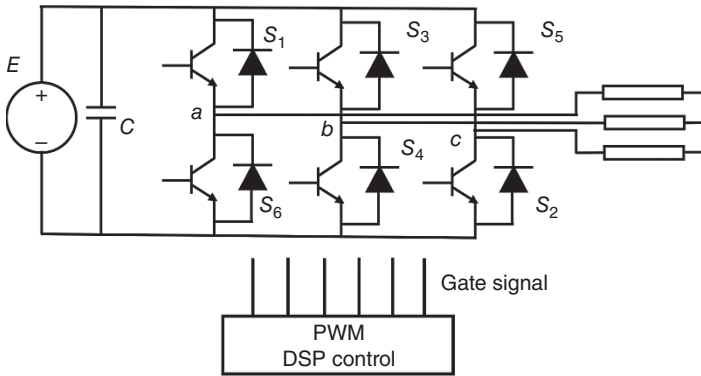 E
+
−
C
S1
S3
S5
a
b
c
S6
S4
S2
Gate signal
PWM
DSP control